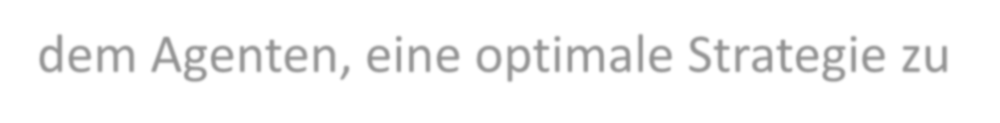 dem Agenten, eine optimale Strategie zu